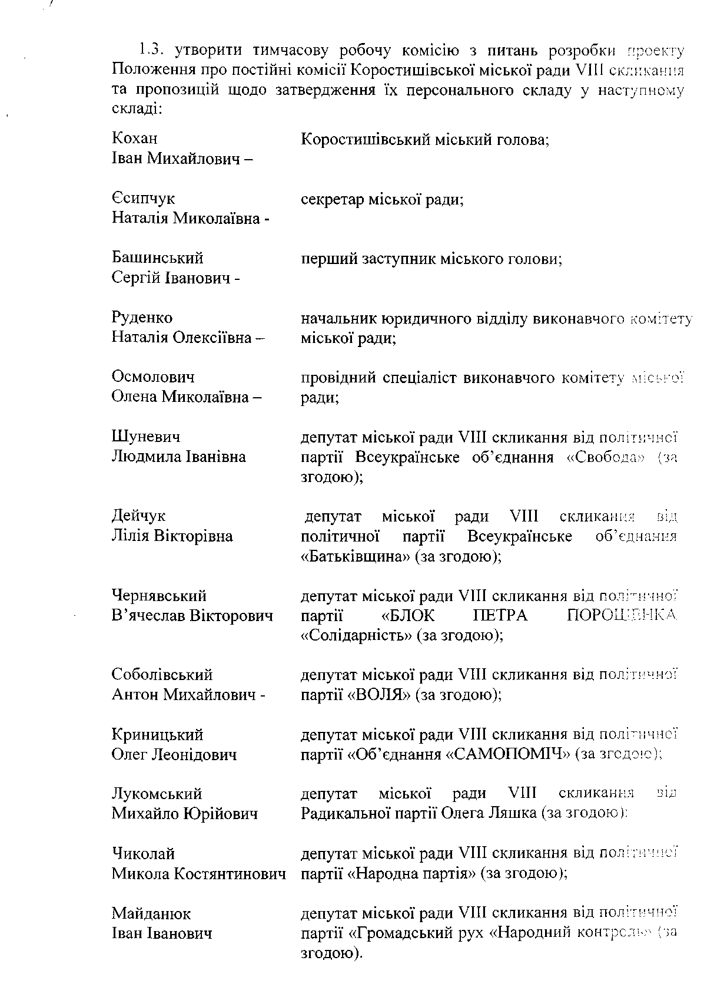 1.3. утворити тимчасову робочу комісію з питань розробки проекту
Положення про постійні комісії Коростишівської міської ради VIII скликання
та пропозицій щодо затвердження їх персонального складу у наступному
складі:
Кохан Коростишівський міський голова;
Іван Михайлович –
Єсипчук секретар міської ради;
Наталія Миколаївна -
Башинський перший заступник міського голови;
Сергій Іванович -
Руденко начальник юридичного відділу виконавчого комітету
Наталія Олексіївна – міської ради;
Осмолович провідний спеціаліст виконавчого комітету міської
Олена Миколаївна – ради;
Шуневич депутат міської ради VIII скликання від політичної
Людмила Іванівна партії Всеукраїнське об’єднання «Свобода» (за
згодою);
Дейчук депутат міської ради VIII скликання від
Лілія Вікторівна політичної партії Всеукраїнське об’єднання
«Батьківщина» (за згодою);
Чернявський депутат міської ради VIII скликання від політичної
В’ячеслав Вікторович партії «БЛОК ПЕТРА ПОРОШЕНКА
«Солідарність» (за згодою);
Соболівський депутат міської ради VIII скликання від політичної
Антон Михайлович - партії «ВОЛЯ» (за згодою);
Криницький депутат міської ради VIII скликання від політичної
Олег Леонідович партії «Об’єднання «САМОПОМІЧ» (за згодою);
Лукомський депутат міської ради VIII скликання від
Михайло Юрійович Радикальної партії Олега Ляшка (за згодою):
Чиколай депутат міської ради VIII скликання від політичної
Микола Костянтинович партії «Народна партія» (за згодою);
Майданюк депутат міської ради VIII скликання від політичної
Іван Іванович партії «Громадський рух «Народний контроль» (за
згодою).